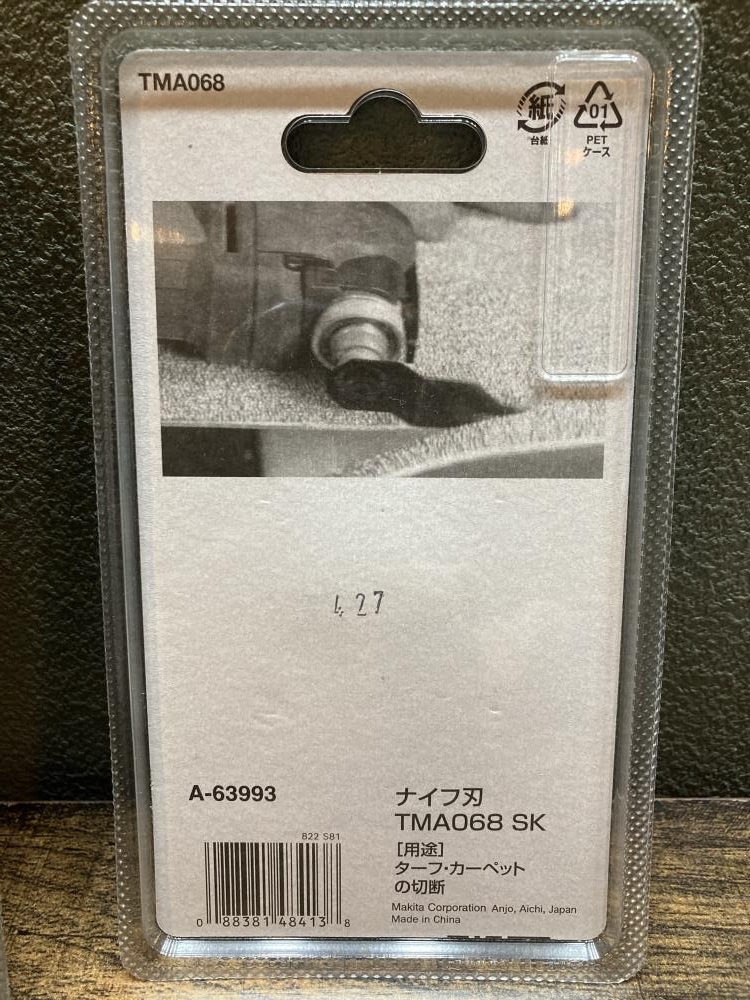 TMA068
紙
台紙
01
PET
ケース
427
A-63993
ナイフ刃
TMA068 SK
822 S81
[用途]
ターフ・カーペット
の切断
Makita Corporation Anjo, Aichi, Japan
Made in China
0 88381 48413 8